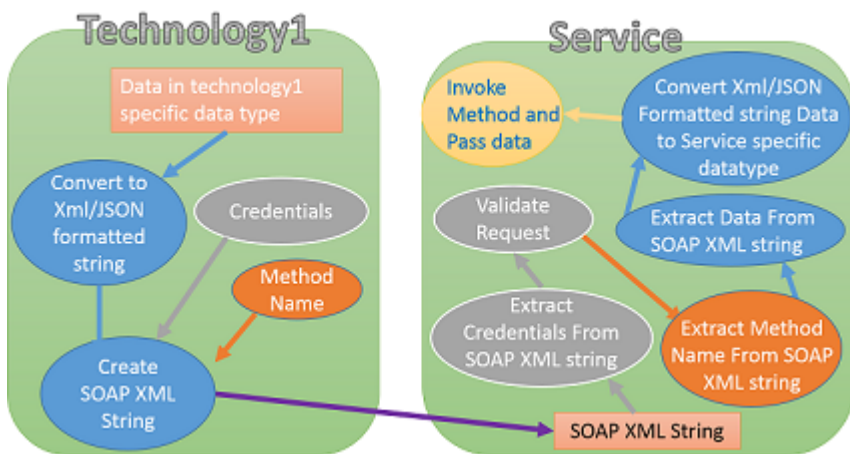 Technology1
Data in technology1
specific data type
Convert to
Xml/JSON
formatted
string
Credentials
Method
Name
Create
SOAP XML
String
Service
Invoke
Method and
Pass data
Convert Xml/JSON
Formatted string Data
to Service specific
datatype
Validate
Request
Extract Data From
SOAP XML string
Extract
Credentials From
SOAP XML string
Extract Method
Name From SOAP
XML string
SOAP XML String